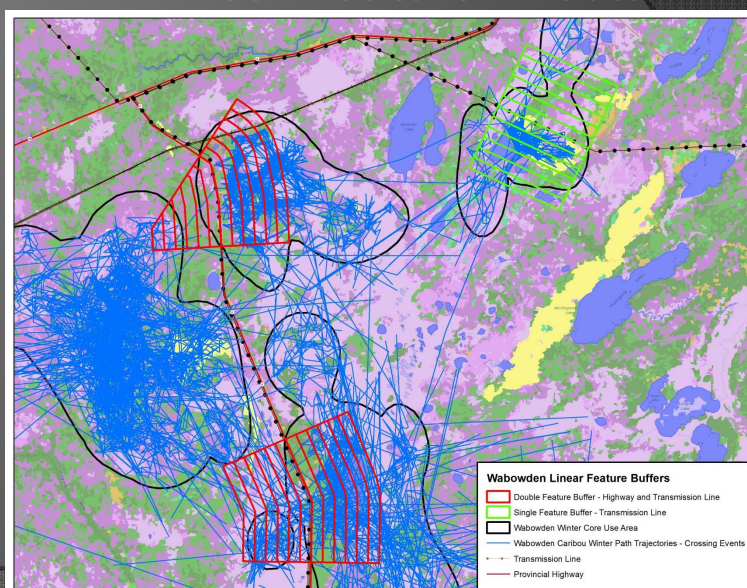 Wabowden Linear Feature Buffers
Double Feature Buffer - Highway and Transmission Line
Single Feature Buffer - Transmission Line
Wabowden Winter Core Use Area
Wabowden Caribou Winter Path Trajectories - Crossing Events
Transmission Line
Provincial Highway